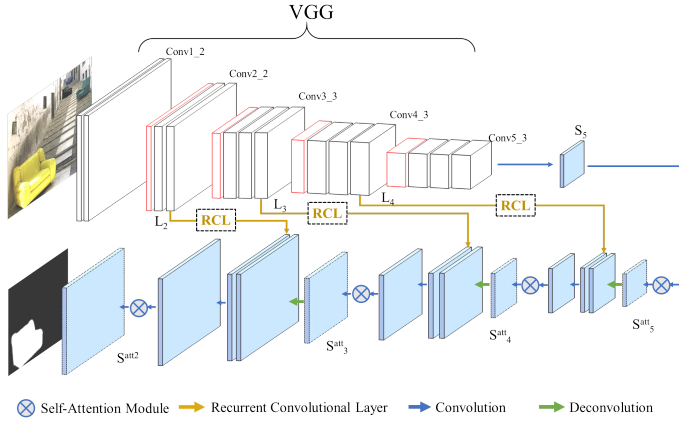 VGG
Conv1_2
Conv2_2
Conv3_3
Conv4_3
Conv5_3
S5
L2
L3
L4
RCL
RCL
RCL
Satt2
Satt3
Satt4
Satt5
Self-Attention Module
Recurrent Convolutional Layer
Convolution
Deconvolution